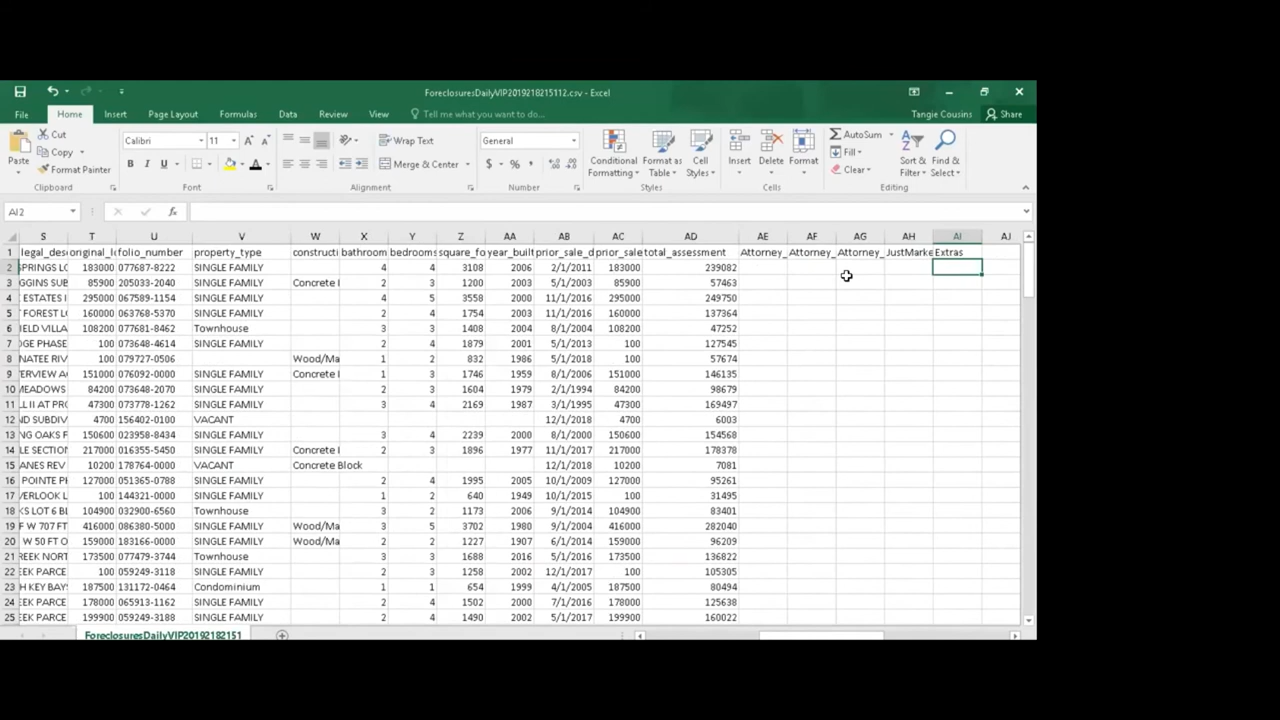 ForeclosuresDailyVIP2019218215112.csv - Excel
File Home Insert Page Layout Formulas Data Review View Tell me what you want to do... Tangie Cousins Share
Cut Calibri 11 Wrap Text General AutoSum
Paste Copy Conditional Format as Cell Insert Delete Format Fill Sort & Find &
Format Painter B I U A Merge & Center $ % Formatting Table Styles Clear Filter Select
Clipboard Font Alignment Number Styles Cells Editing
AI2 fx
S T U V W X Y Z AA AB AC AD AE AF AG AH AI AJ
1 legal_des original_l folio_number property_type constructi bathroom bedrooms square_fo year_built prior_sale_d prior_sale total_assessment Attorney_ Attorney_ Attorney_ JustMarke Extras
2 SPRINGS LO 183000 077687-8222 SINGLE FAMILY 4 4 3108 2006 2/1/2011 183000 239082
3 GGINS SUB 85900 205033-2040 SINGLE FAMILY Concrete 2 3 1200 2003 5/1/2003 85900 57463
4 ESTATES 295000 067589-1154 SINGLE FAMILY 4 5 3558 2000 11/1/2016 295000 249750
5 FOREST LO 160000 063768-5370 SINGLE FAMILY 2 4 1754 2003 11/1/2016 160000 137364
6 IELD VILLA 108200 077681-8462 Townhouse 3 3 1408 2004 8/1/2004 108200 47252
7 GE PHASE 100 073648-4614 SINGLE FAMILY 2 4 1879 2001 5/1/2013 100 127545
8 NATEE RIV 100 079727-0506 Wood/Ma 1 2 832 1986 5/1/2018 100 57674
9 ERVIEW AC 151000 076092-0000 SINGLE FAMILY Concrete 1 3 1746 1959 8/1/2006 151000 146135
10 MEADOWS 84200 073648-2070 SINGLE FAMILY 2 3 1604 1979 2/1/1994 84200 98679
11 LL II AT PRO 47300 073778-1262 SINGLE FAMILY 3 4 2169 1987 3/1/1995 47300 169497
12 ND SUBDIV 4700 156402-0100 VACANT 12/1/2018 4700 6003
13 NG OAKS F 150600 023958-8434 SINGLE FAMILY 3 4 2239 2000 8/1/2000 150600 154568
14 LE SECTION 217000 016355-5450 SINGLE FAMILY Concrete 2 3 1896 1977 11/1/2017 217000 178378
15 ANES REV 10200 178764-0000 VACANT Concrete Block 12/1/2018 10200 7081
16 POINTE PH 127000 051365-0788 SINGLE FAMILY 2 4 1995 2005 10/1/2009 127000 95261
17 VERLOOK L 100 144321-0000 SINGLE FAMILY 1 2 640 1949 10/1/2015 100 31495
18 KS LOT 6 BL 104900 032900-6560 Townhouse 3 2 1173 2006 9/1/2014 104900 83401
19 F W 707 FT 416000 086380-5000 SINGLE FAMILY Wood/Ma 3 5 3702 1980 9/1/2004 416000 282040
20 W 50 FT O 159000 183166-0000 SINGLE FAMILY Wood/Ma 2 2 1227 1907 6/1/2014 159000 96209
21 REEK NORT 173500 077479-3744 Townhouse 3 3 1688 2016 5/1/2016 173500 136822
22 EEK PARCE 100 059249-3118 SINGLE FAMILY 2 3 1258 2002 12/1/2017 100 105305
23 H KEY BAYS 187500 131172-0464 Condominium 1 1 654 1999 4/1/2005 187500 80494
24 EEK PARCE 178000 065913-1162 SINGLE FAMILY 2 4 1502 2000 7/1/2016 178000 125638
25 EEK PARCE 199900 059249-3188 SINGLE FAMILY 2 4 1490 2002 5/1/2017 199900 160022
ForeclosuresDailyVIP20192182151